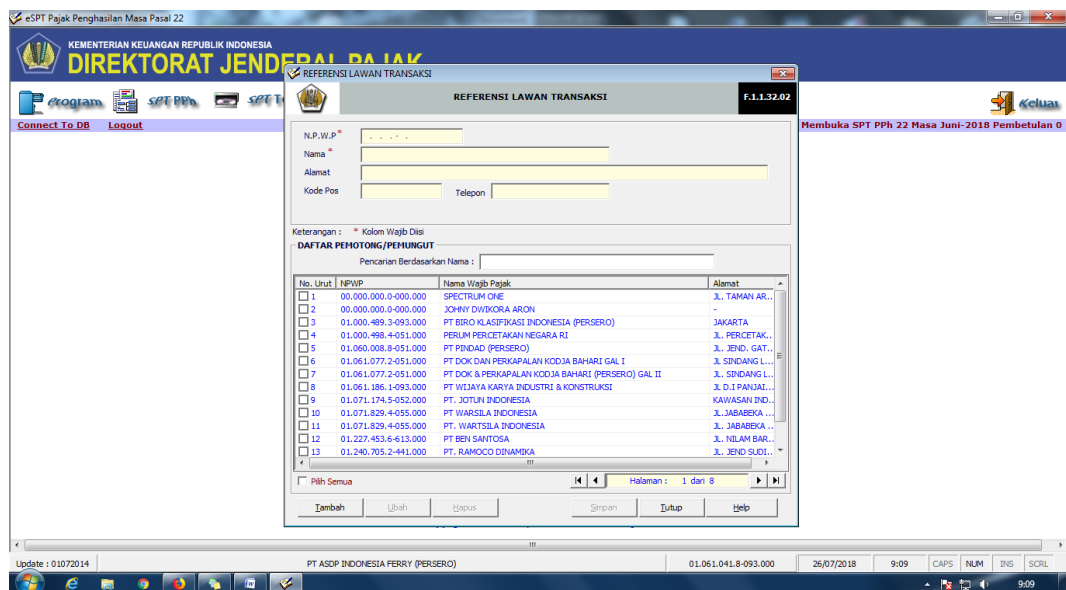 eSPT Pajak Penghasilan Masa Pasal 22
KEMENTERIAN KEUANGAN REPUBLIK INDONESIA
DIREKTORAT JENDERAL PAJAK
Program SPT PPh SPT T
Keluar
Connect To DB Logout
Membuka SPT PPh 22 Masa Juni-2018 Pembetulan 0
REFERENSI LAWAN TRANSAKSI
REFERENSI LAWAN TRANSAKSI F.1.1.32.02
N.P.W.P* . . . - .
Nama *
Alamat
Kode Pos Telepon
Keterangan : * Kolom Wajib Diisi
DAFTAR PEMOTONG/PEMUNGUT
Pencarian Berdasarkan Nama :
No. Urut NPWP Nama Wajib Pajak Alamat
1 00.000.000.0-000.000 SPECTRUM ONE JL. TAMAN AR...
2 00.000.000.0-000.000 JOHNY DWIKORA ARON -
3 01.000.489.3-093.000 PT BIRO KLASIFIKASI INDONESIA (PERSERO) JAKARTA
4 01.000.498.4-051.000 PERUM PERCETAKAN NEGARA RI JL. PERCETAK...
5 01.060.008.8-051.000 PT PINDAD (PERSERO) JL. JEND. GAT...
6 01.061.077.2-051.000 PT DOK DAN PERKAPALAN KODJA BAHARI GAL I JL SINDANG L...
7 01.061.077.2-051.000 PT DOK & PERKAPALAN KODJA BAHARI (PERSERO) GAL II JL. SINDANG L...
8 01.061.186.1-093.000 PT WIJAYA KARYA INDUSTRI & KONSTRUKSI JL D.I PANJAI...
9 01.071.174.5-052.000 PT. JOTUN INDONESIA KAWASAN IND...
10 01.071.829.4-055.000 PT WARSILA INDONESIA JL.JABABEKA ...
11 01.071.829.4-055.000 PT. WARTSILA INDONESIA JL. JABABEKA ...
12 01.227.453.6-613.000 PT BEN SANTOSA JL. NILAM BAR...
13 01.240.705.2-441.000 PT. RAMOCO DINAMIKA JL. JEND SUDI...
Pilih Semua Halaman : 1 dari 8
Tambah Ubah Hapus Simpan Tutup Help
Update : 01072014 PT ASDP INDONESIA FERRY (PERSERO) 01.061.041.8-093.000 26/07/2018 9:09 CAPS NUM INS SCRL
9:09